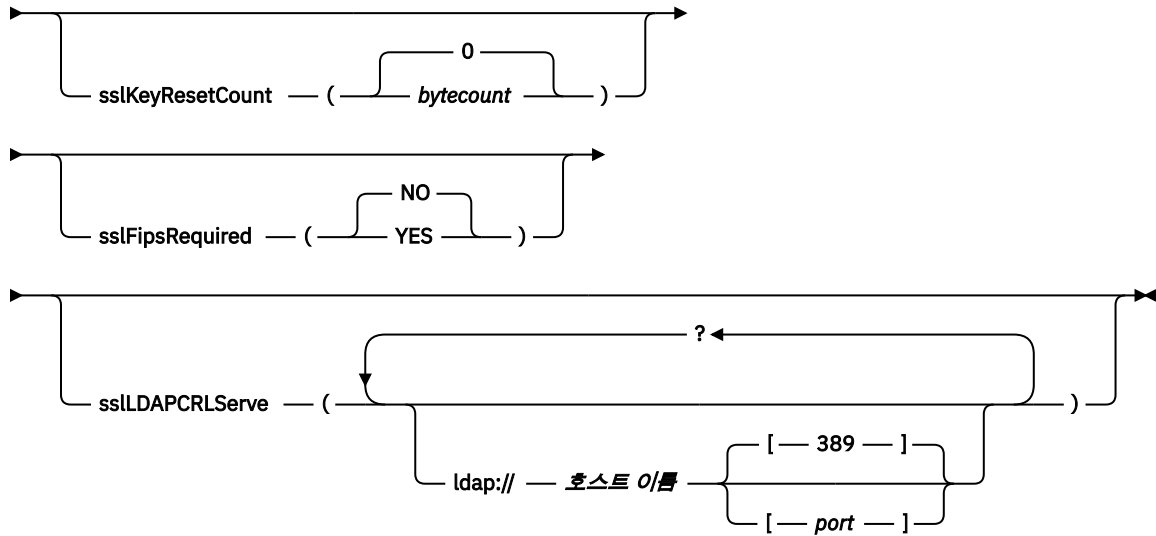 0
sslKeyResetCount ( bytecount )
NO
sslFipsRequired ( YES )
?
sslLDAPCRLServe ( )
[ 389 ]
ldap:// 호스트 이름
[ port ]